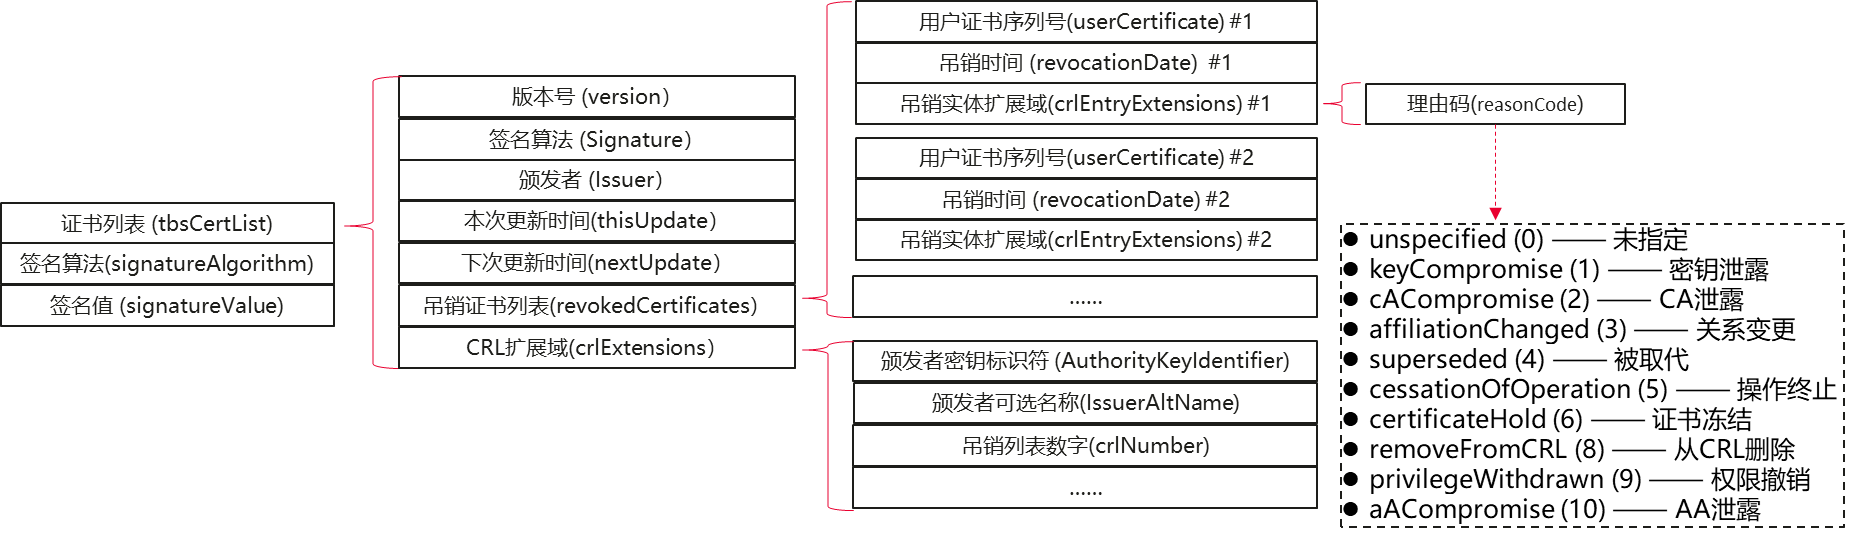 证书列表 (tbsCertList)
签名算法(signatureAlgorithm)
签名值 (signatureValue)
版本号 (version)
签名算法 (Signature)
颁发者 (Issuer)
本次更新时间(thisUpdate)
下次更新时间(nextUpdate)
吊销证书列表(revokedCertificates)
CRL扩展域(crlExtensions)
用户证书序列号(userCertificate) #1
吊销时间 (revocationDate) #1
吊销实体扩展域(crlEntryExtensions) #1
用户证书序列号(userCertificate) #2
吊销时间 (revocationDate) #2
吊销实体扩展域(crlEntryExtensions) #2
......
颁发者密钥标识符 (AuthorityKeyIdentifier)
颁发者可选名称(IssuerAltName)
吊销列表数字(crlNumber)
......
理由码(reasonCode)
● unspecified (0) —— 未指定
● keyCompromise (1) —— 密钥泄露
● cACompromise (2) —— CA泄露
● affiliationChanged (3) —— 关系变更
● superseded (4) —— 被取代
● cessationOfOperation (5) —— 操作终止
● certificateHold (6) —— 证书冻结
● removeFromCRL (8) —— 从CRL删除
● privilegeWithdrawn (9) —— 权限撤销
● aACompromise (10) —— AA泄露